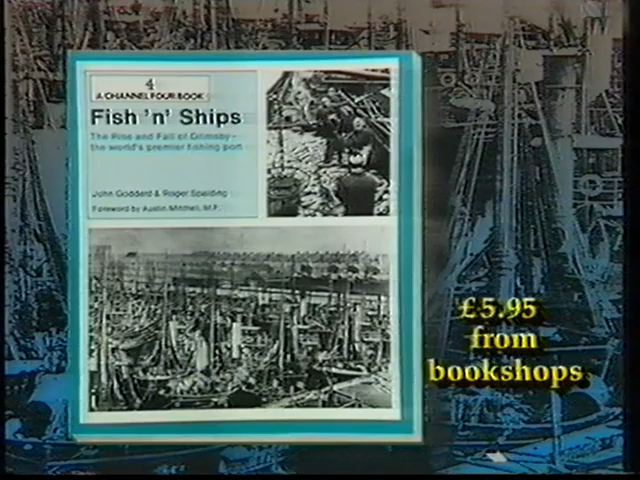 4
A CHANNEL FOUR BOOK
Fish 'n' Ships
The Rise and Fall of Grimsby–
the world's premier fishing port
John Goddard & Roger Spalding
Foreword by Austin Mitchell, M.P.
£5.95
from
bookshops